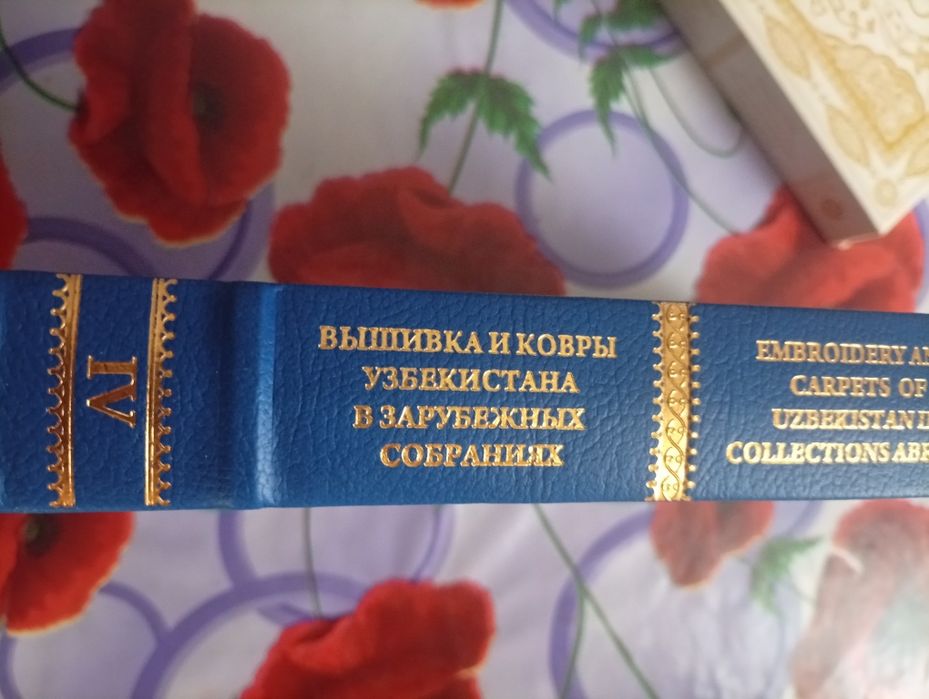 IV
ВЫШИВКА И КОВРЫ
УЗБЕКИСТАНА
В ЗАРУБЕЖНЫХ
СОБРАНИЯХ
EMBROIDERY
CARPETS OF
UZBEKISTAN
COLLECTIONS